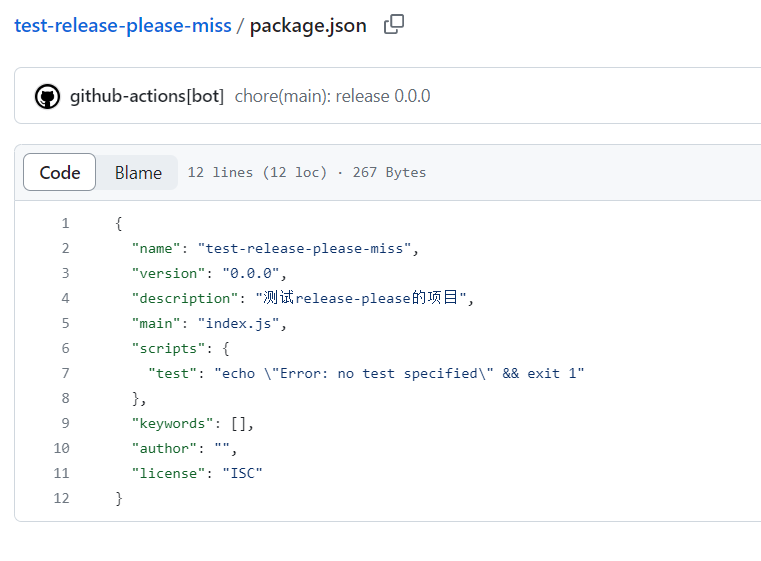 test-release-please-miss / package.json
github-actions[bot] chore(main): release 0.0.0
Code Blame 12 lines (12 loc) · 267 Bytes
1 {
2 "name": "test-release-please-miss",
3 "version": "0.0.0",
4 "description": "测试release-please的项目",
5 "main": "index.js",
6 "scripts": {
7 "test": "echo \"Error: no test specified\" && exit 1"
8 },
9 "keywords": [],
10 "author": "",
11 "license": "ISC"
12 }